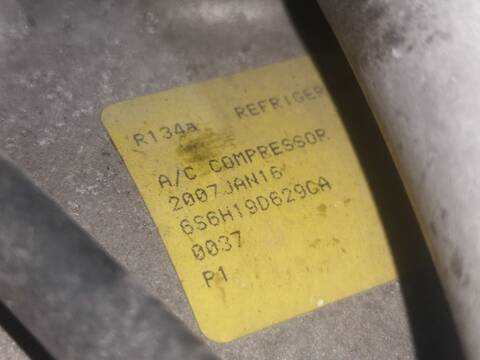 R134a REFRIGER
A/C COMPRESSOR
2007JAN16
6S6H19D629CA
0037
P1